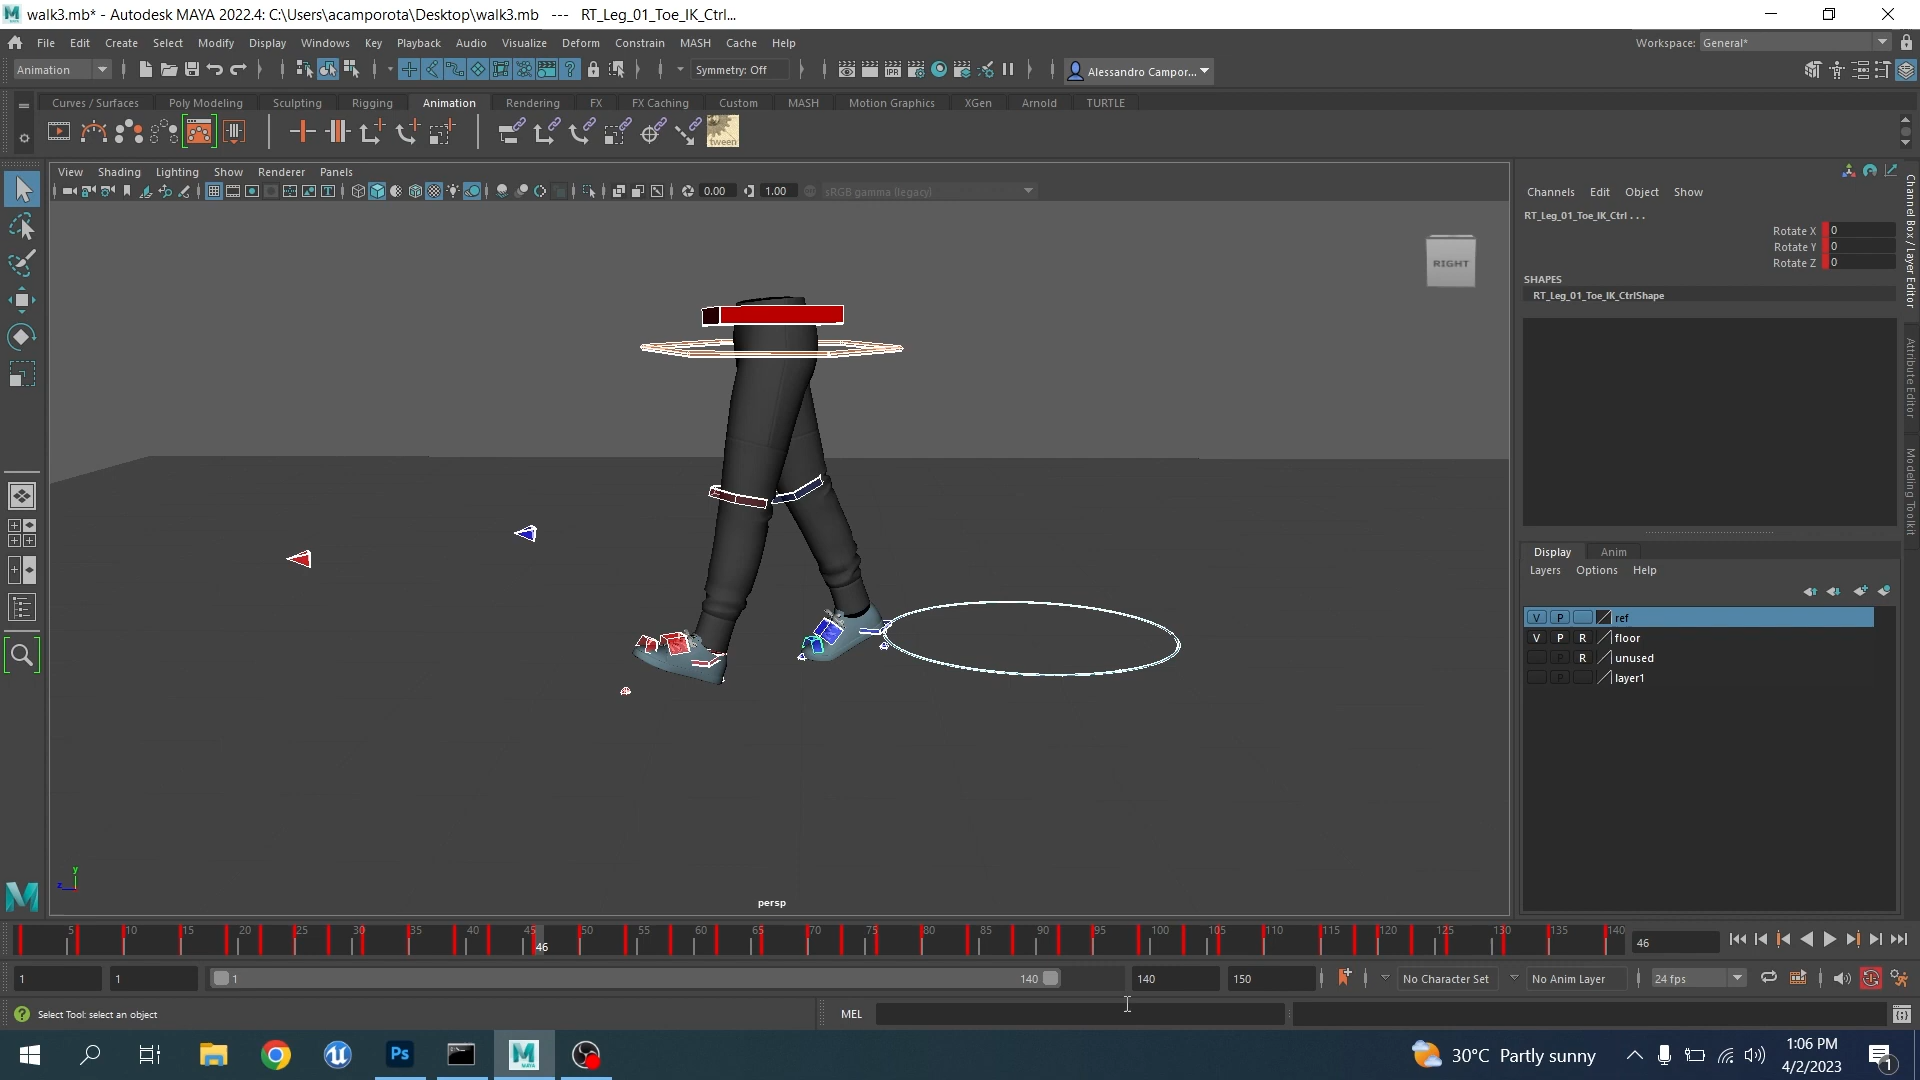 walk3.mb* - Autodesk MAYA 2022.4: C:\Users\acamporota\Desktop\walk3.mb --- RT_Leg_01_Toe_IK_Ctrl...
File Edit Create Select Modify Display Windows Key Playback Audio Visualize Deform Constrain MASH Cache Help
Workspace: General*
Animation
Symmetry: Off
Alessandro Campor...
Curves / Surfaces Poly Modeling Sculpting Rigging Animation Rendering FX FX Caching Custom MASH Motion Graphics XGen Arnold TURTLE
tween
View Shading Lighting Show Renderer Panels
0.00 1.00 sRGB gamma (legacy)
RIGHT
persp
y
z
Channels Edit Object Show
RT_Leg_01_Toe_IK_Ctrl . . .
Rotate X 0
Rotate Y 0
Rotate Z 0
SHAPES
RT_Leg_01_Toe_IK_CtrlShape
Channel Box / Layer Editor
Attribute Editor
Modeling Toolkit
Display Anim
Layers Options Help
V P ref
V P R floor
P R unused
P layer1
5 10 15 20 25 30 35 40 45 50 55 60 65 70 75 80 85 90 95 100 105 110 115 120 125 130 135 140
46
46
1 1 1 140 140 150 No Character Set No Anim Layer 24 fps
Select Tool: select an object
MEL
Ps
MAYA
30°C Partly sunny
1:06 PM
4/2/2023
1